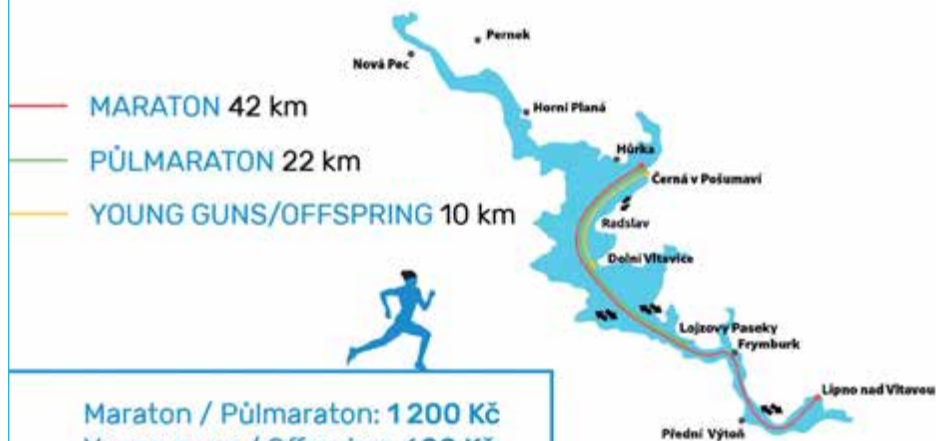 Pernek
Nová Pec
MARATON 42 km
Horní Planá
Hůrka
PŮLMARATON 22 km
Černá v Pošumaví
YOUNG GUNS/OFFSPRING 10 km
Radslav
Dolní Vltavice
Lojzovy Paseky
Frymburk
Lipno nad Vltavou
Přední Výtoň
Maraton / Půlmaraton: 1 200 Kč